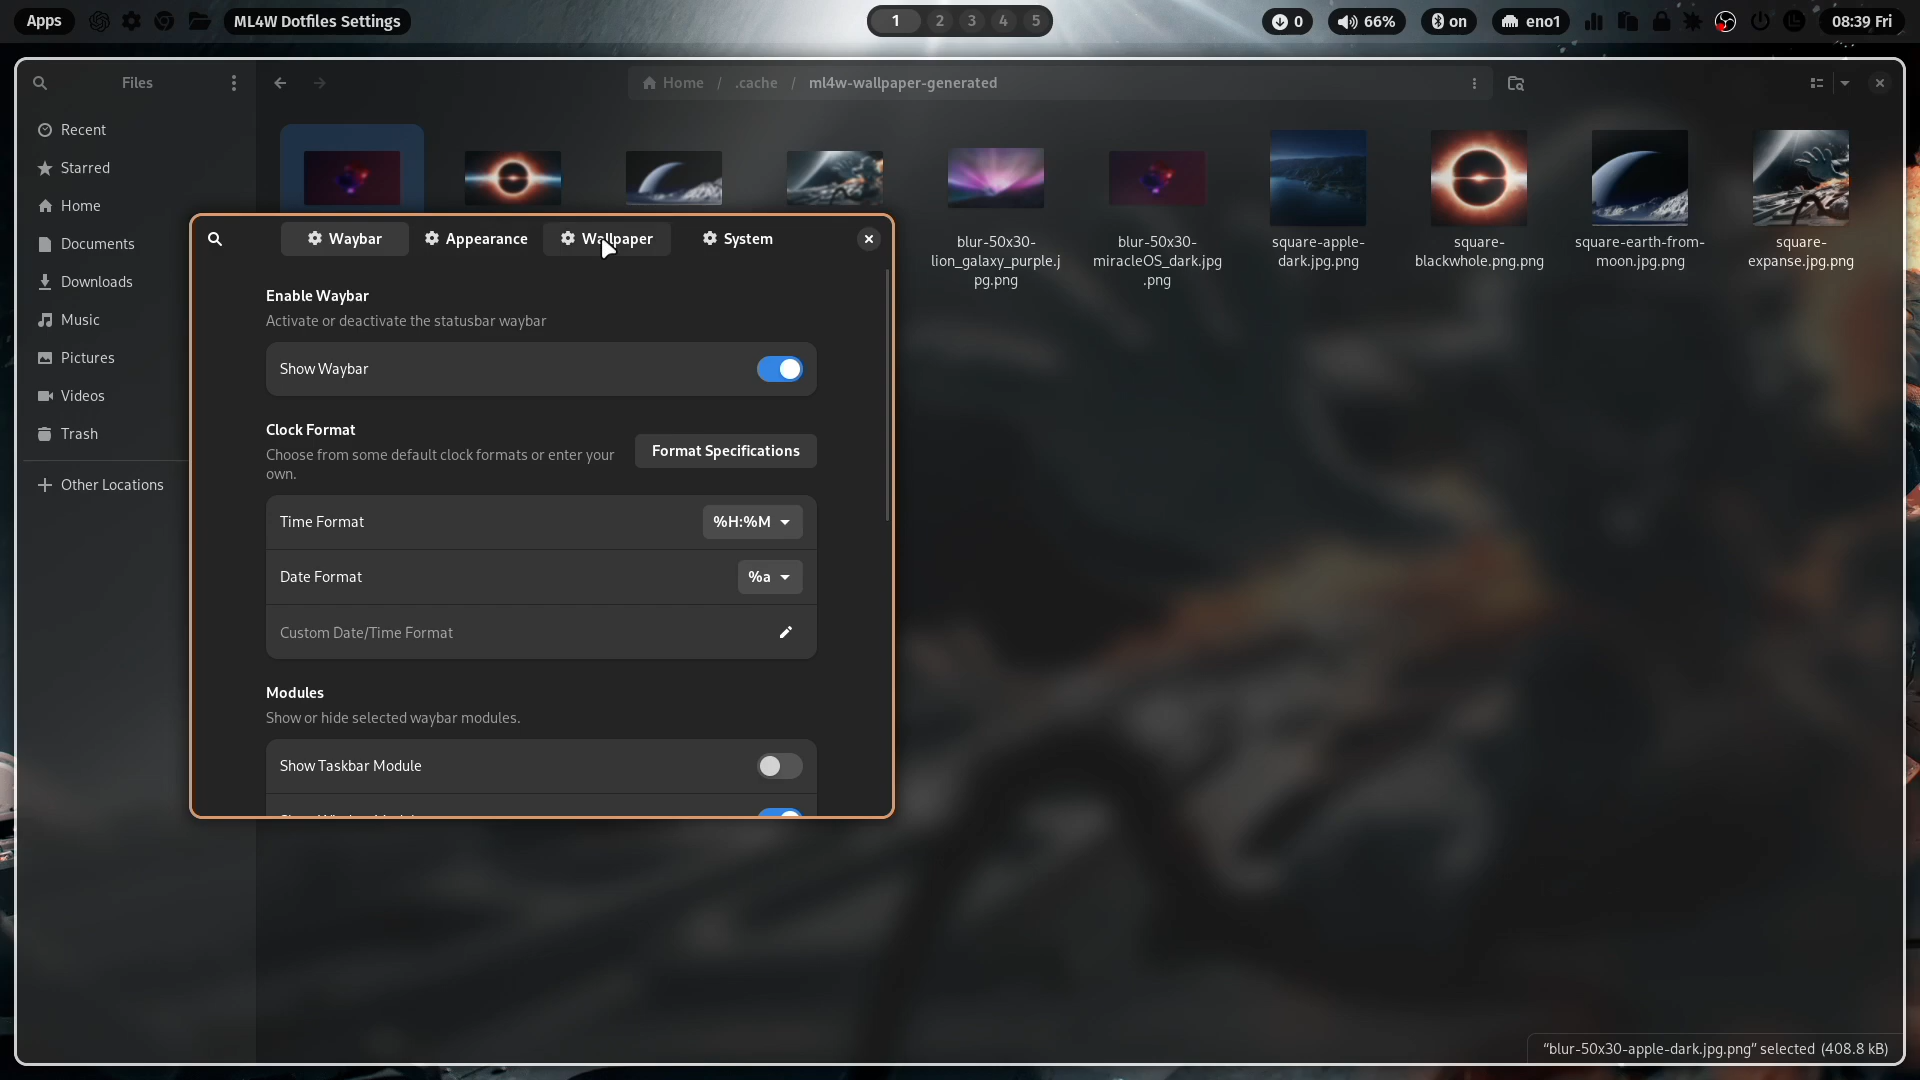 Apps
ML4W Dotfiles Settings
1 2 3 4 5
0
66%
on
eno1
08:39 Fri
Files
Home / .cache / ml4w-wallpaper-generated
Recent
Starred
Home
Documents
Downloads
Music
Pictures
Videos
Trash
Other Locations
blur-50x30-
lion_galaxy_purple.j
pg.png
blur-50x30-
miracleOS_dark.jpg
.png
square-apple-
dark.jpg.png
square-
blackwhole.png.png
square-earth-from-
moon.jpg.png
square-
expanse.jpg.png
Waybar
Appearance
Wallpaper
System
Enable Waybar
Activate or deactivate the statusbar waybar
Show Waybar
Clock Format
Choose from some default clock formats or enter your
own.
Format Specifications
Time Format
%H:%M
Date Format
%a
Custom Date/Time Format
Modules
Show or hide selected waybar modules.
Show Taskbar Module
“blur-50x30-apple-dark.jpg.png” selected (408.8 kB)